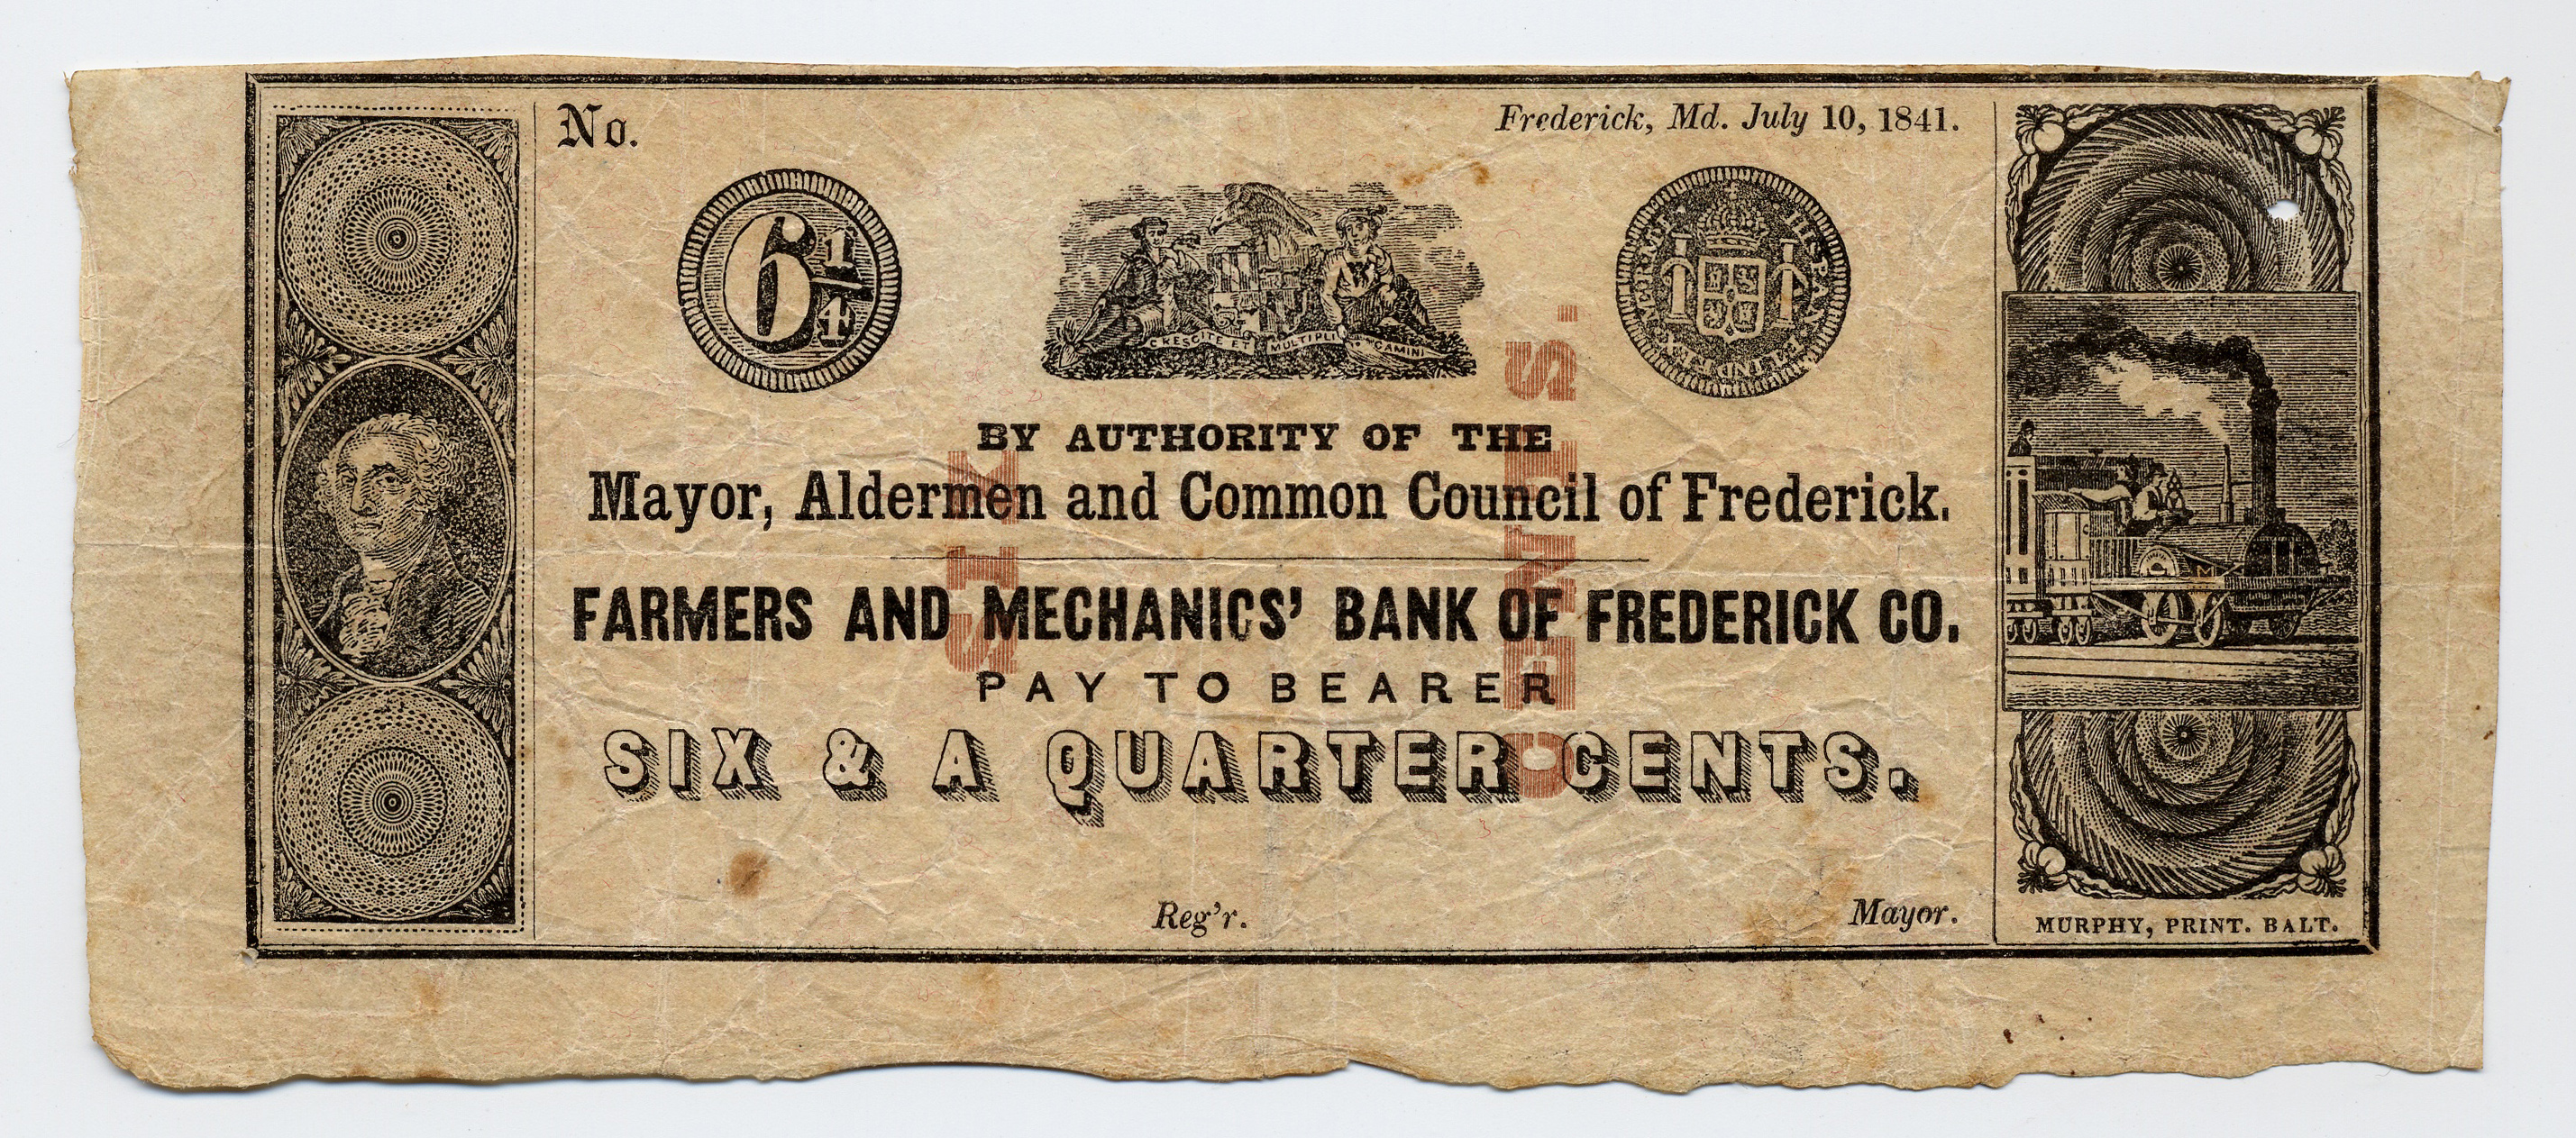 No.
Frederick, Md. July 10, 1841.
6 1/4
CRESCITE ET MULTIPLICAMINI
HISPAN ET IND
BY AUTHORITY OF THE
Mayor, Aldermen and Common Council of Frederick.
FARMERS AND MECHANICS' BANK OF FREDERICK CO.
PAY TO BEARER
SIX & A QUARTER CENTS.
SIX
CENTS.
Reg'r.
Mayor.
MURPHY, PRINT. BALT.